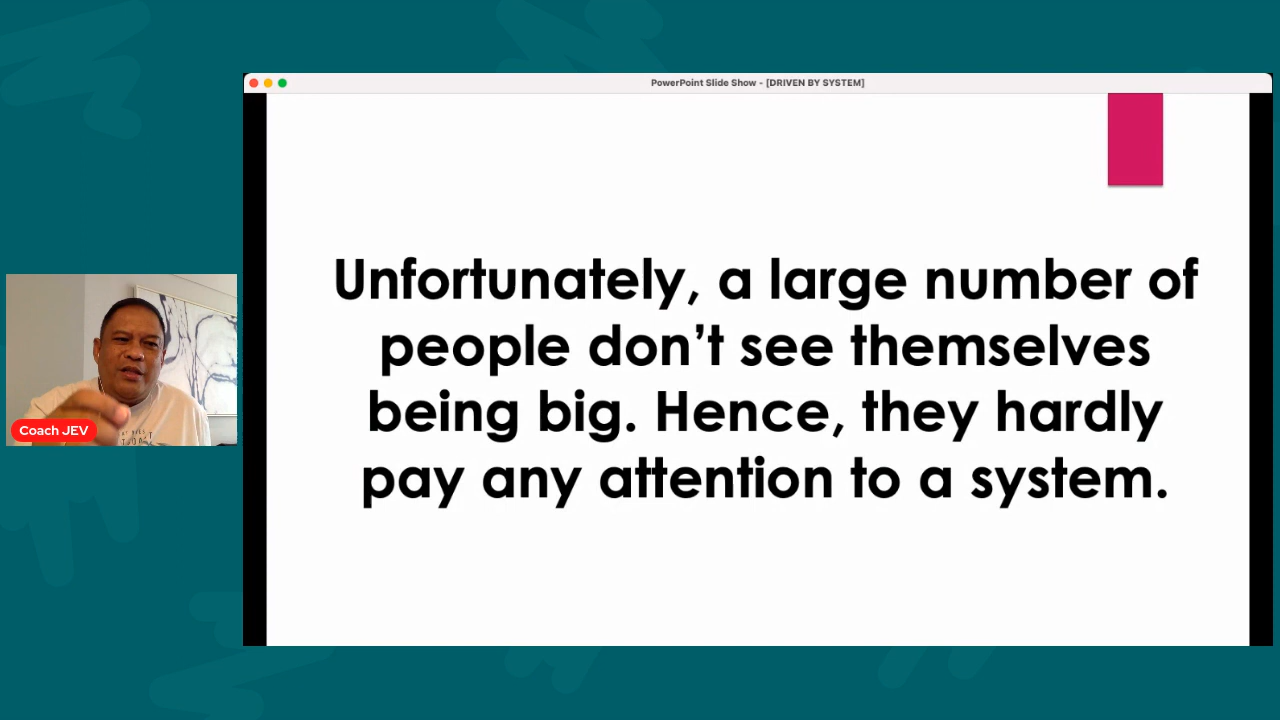 PowerPoint Slide Show - [DRIVEN BY SYSTEM]
Unfortunately, a large number of
people don’t see themselves
being big. Hence, they hardly
pay any attention to a system.
Coach JEV